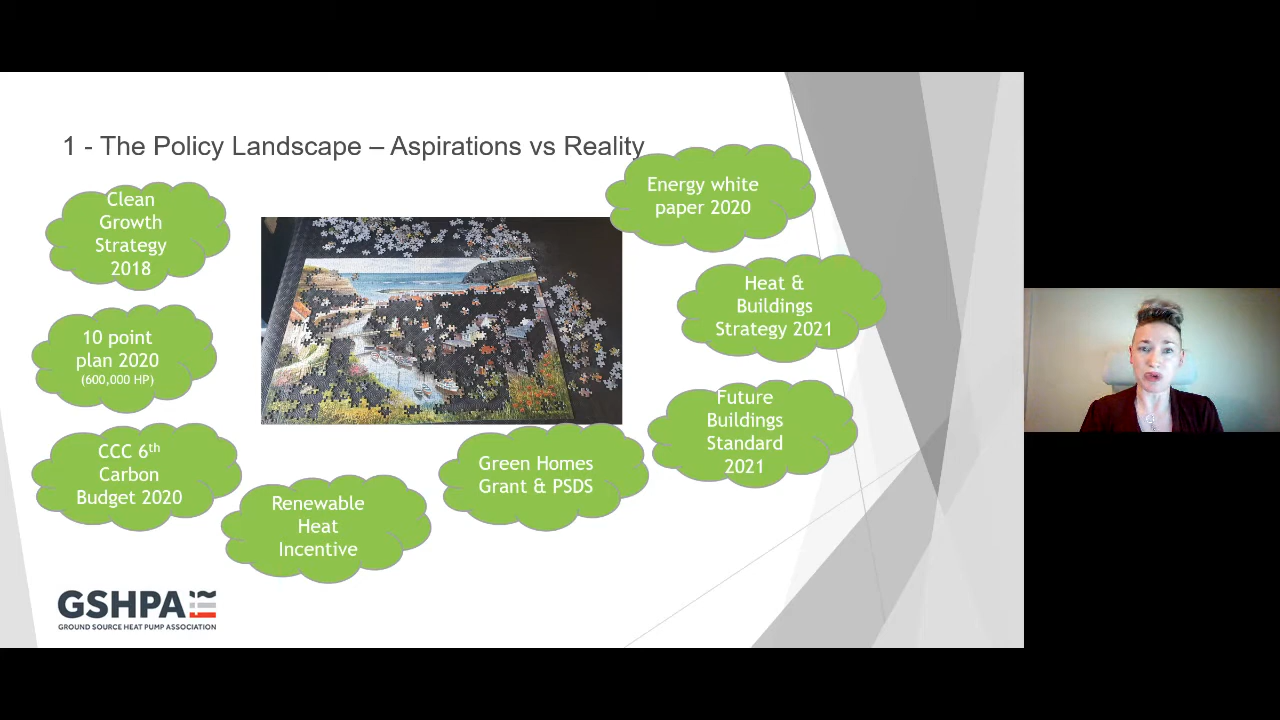 1 - The Policy Landscape – Aspirations vs Reality
Clean
Growth
Strategy
2018
10 point
plan 2020
(600,000 HP)
CCC 6th
Carbon
Budget 2020
Renewable
Heat
Incentive
Green Homes
Grant & PSDS
Energy white
paper 2020
Heat &
Buildings
Strategy 2021
Future
Buildings
Standard
2021
GSHPA
GROUND SOURCE HEAT PUMP ASSOCIATION